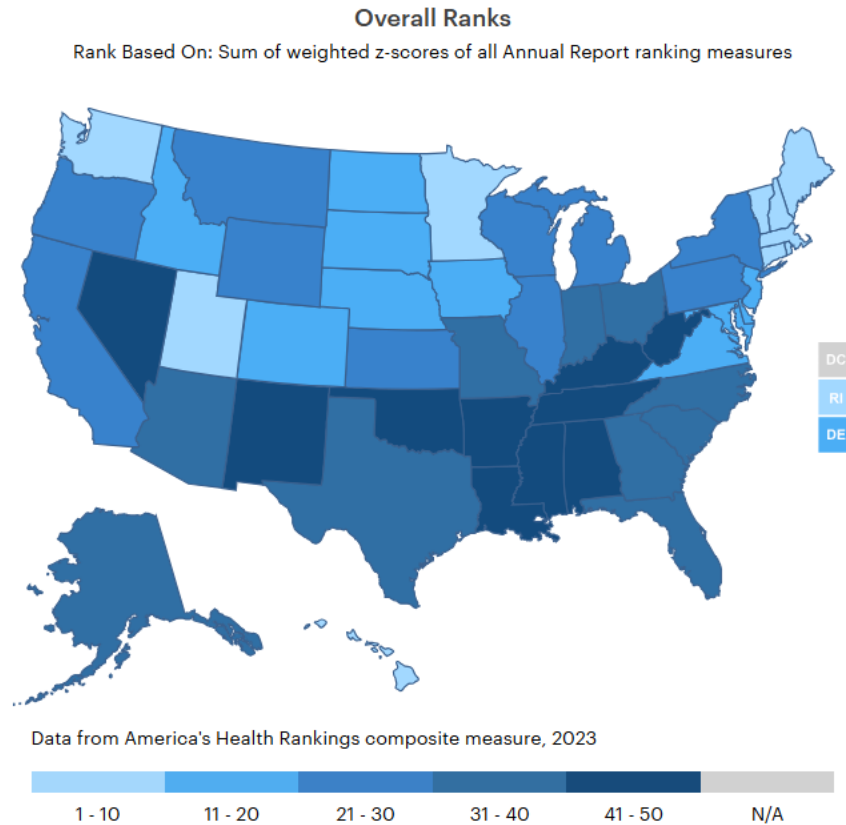 Overall Ranks
Rank Based On: Sum of weighted z-scores of all Annual Report ranking measures
DC
RI
DE
Data from America's Health Rankings composite measure, 2023
1 - 10 11 - 20 21 - 30 31 - 40 41 - 50 N/A